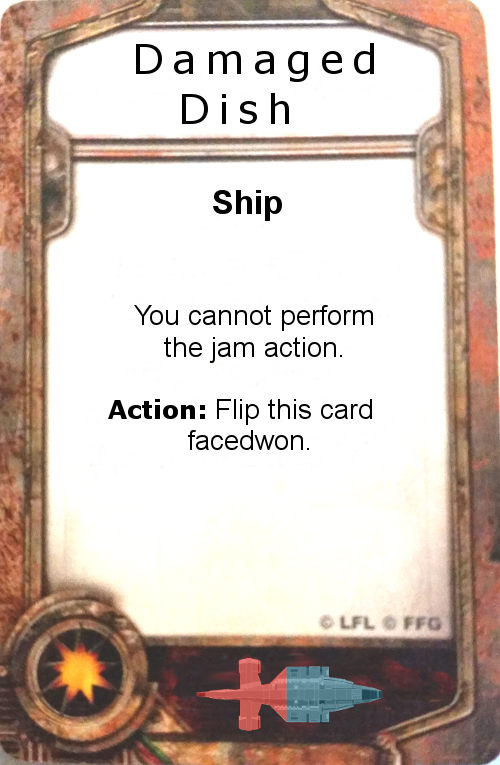 Damaged
Dish
Ship
You cannot perform
the jam action.
Action: Flip this card
facedwon.
© LFL © FFG